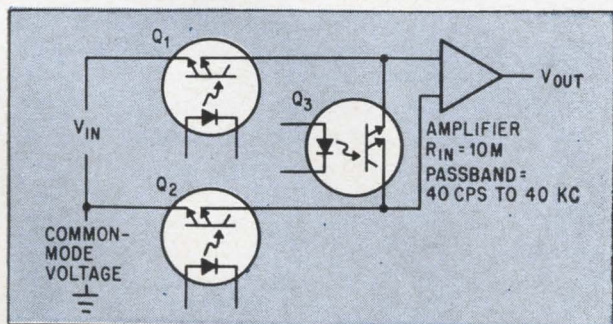 Q1
VIN
Q3
VOUT
AMPLIFIER
RIN = 10M
PASSBAND=
40 CPS TO 40 KC
Q2
COMMON-
MODE
VOLTAGE